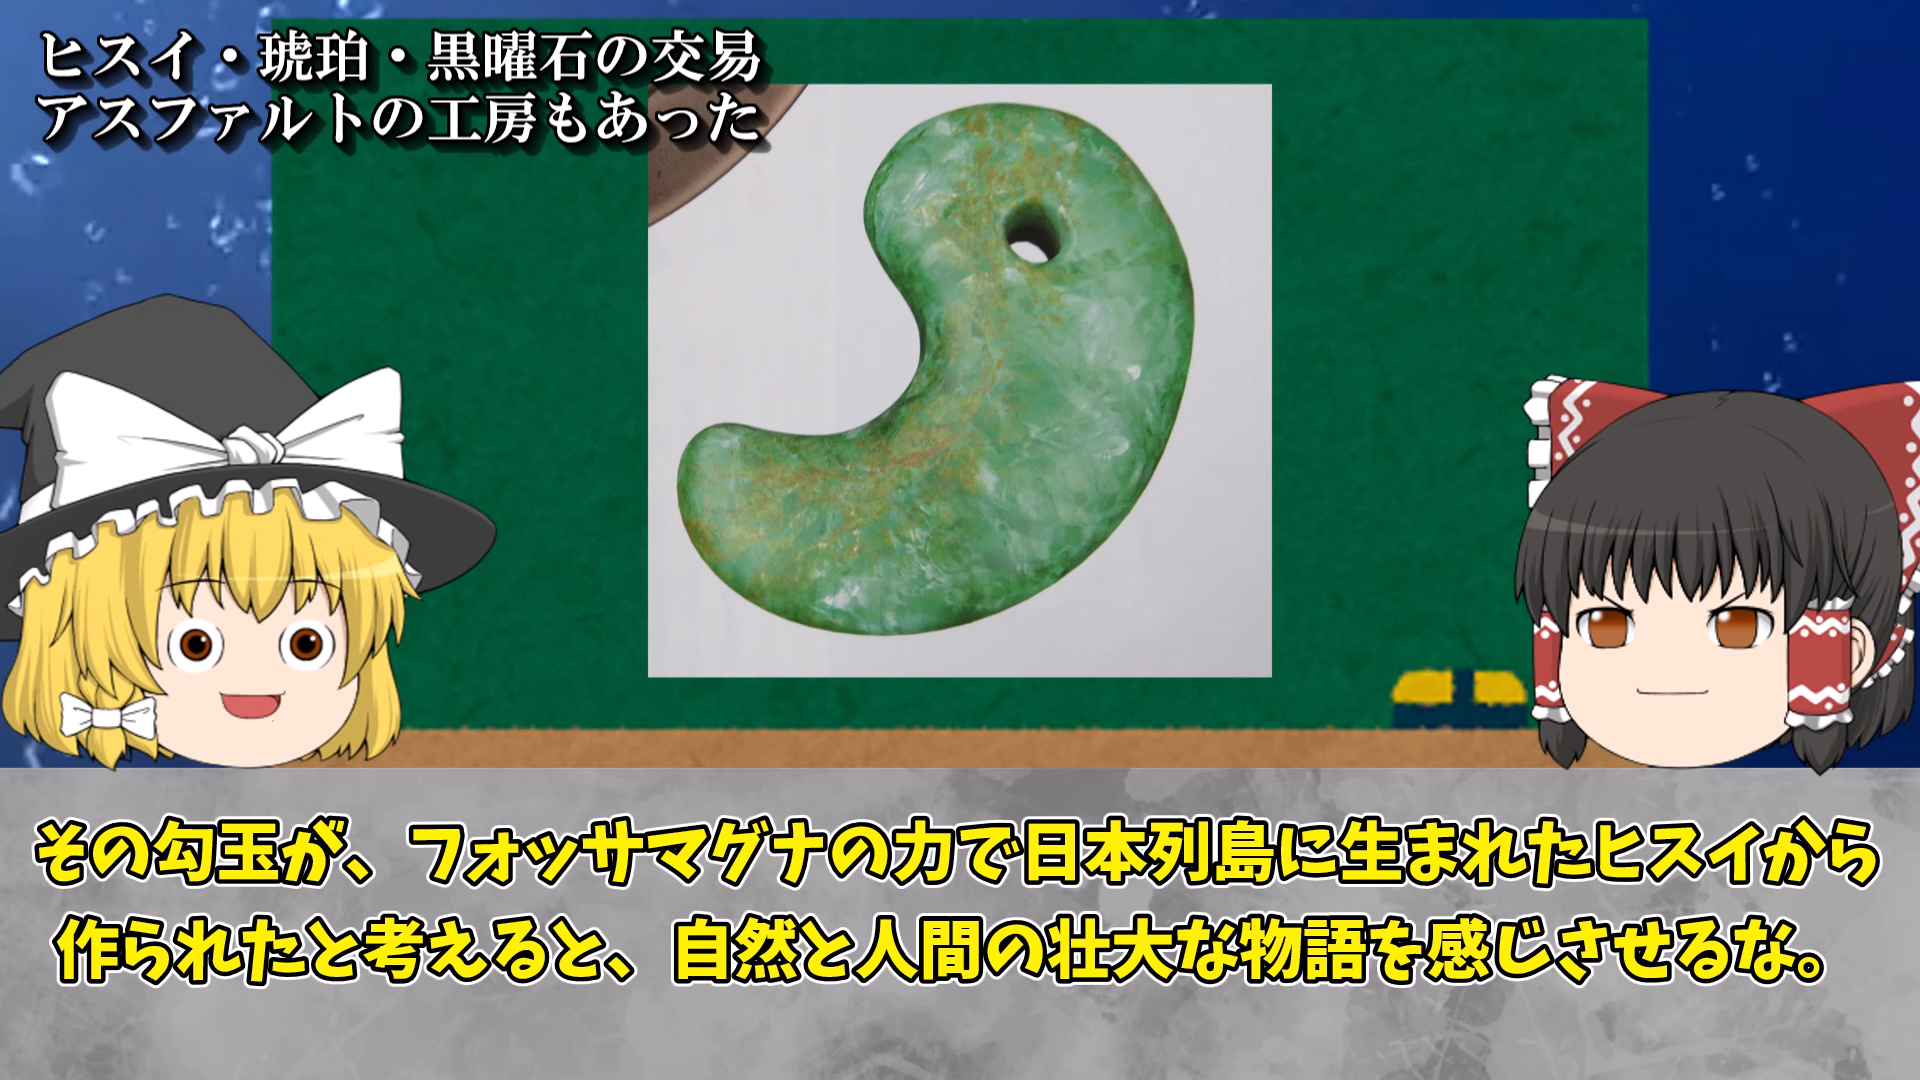 ヒスイ・琥珀・黒曜石の交易
アスファルトの工房もあった
その勾玉が、フォッサマグナの力で日本列島に生まれたヒスイから
作られたと考えると、自然と人間の壮大な物語を感じさせるな。